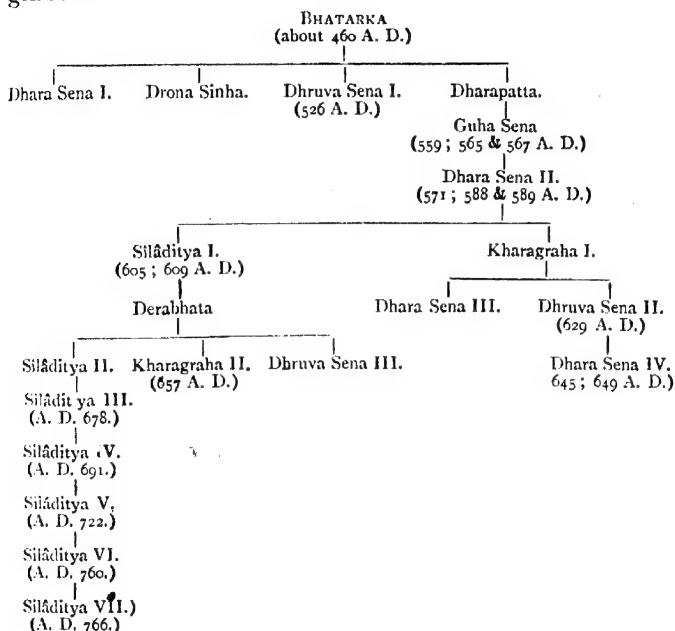 BHATARKA
(about 460 A. D.)
Dhara Sena I. Drona Sinha. Dhruva Sena I. Dharapatta.
(526 A. D.)
Guha Sena
(559 ; 565 & 567 A. D.)
Dhara Sena II.
(571 ; 588 & 589 A. D.)
Silâditya I. Kharagraha I.
(605 ; 609 A. D.)
Derabhata Dhara Sena III. Dhruva Sena II.
(629 A. D.)
Silâditya II. Kharagraha II. Dhruva Sena III. Dhara Sena IV.
(657 A. D.) 645 ; 649 A. D.)
Silâdit ya III.
(A. D. 678.)
Silâditya IV.
(A. D. 691.)
Silâditya V,
(A. D. 722.)
Silâditya VI.
(A. D. 760.)
Silâditya VII.)
(A. D. 766.)